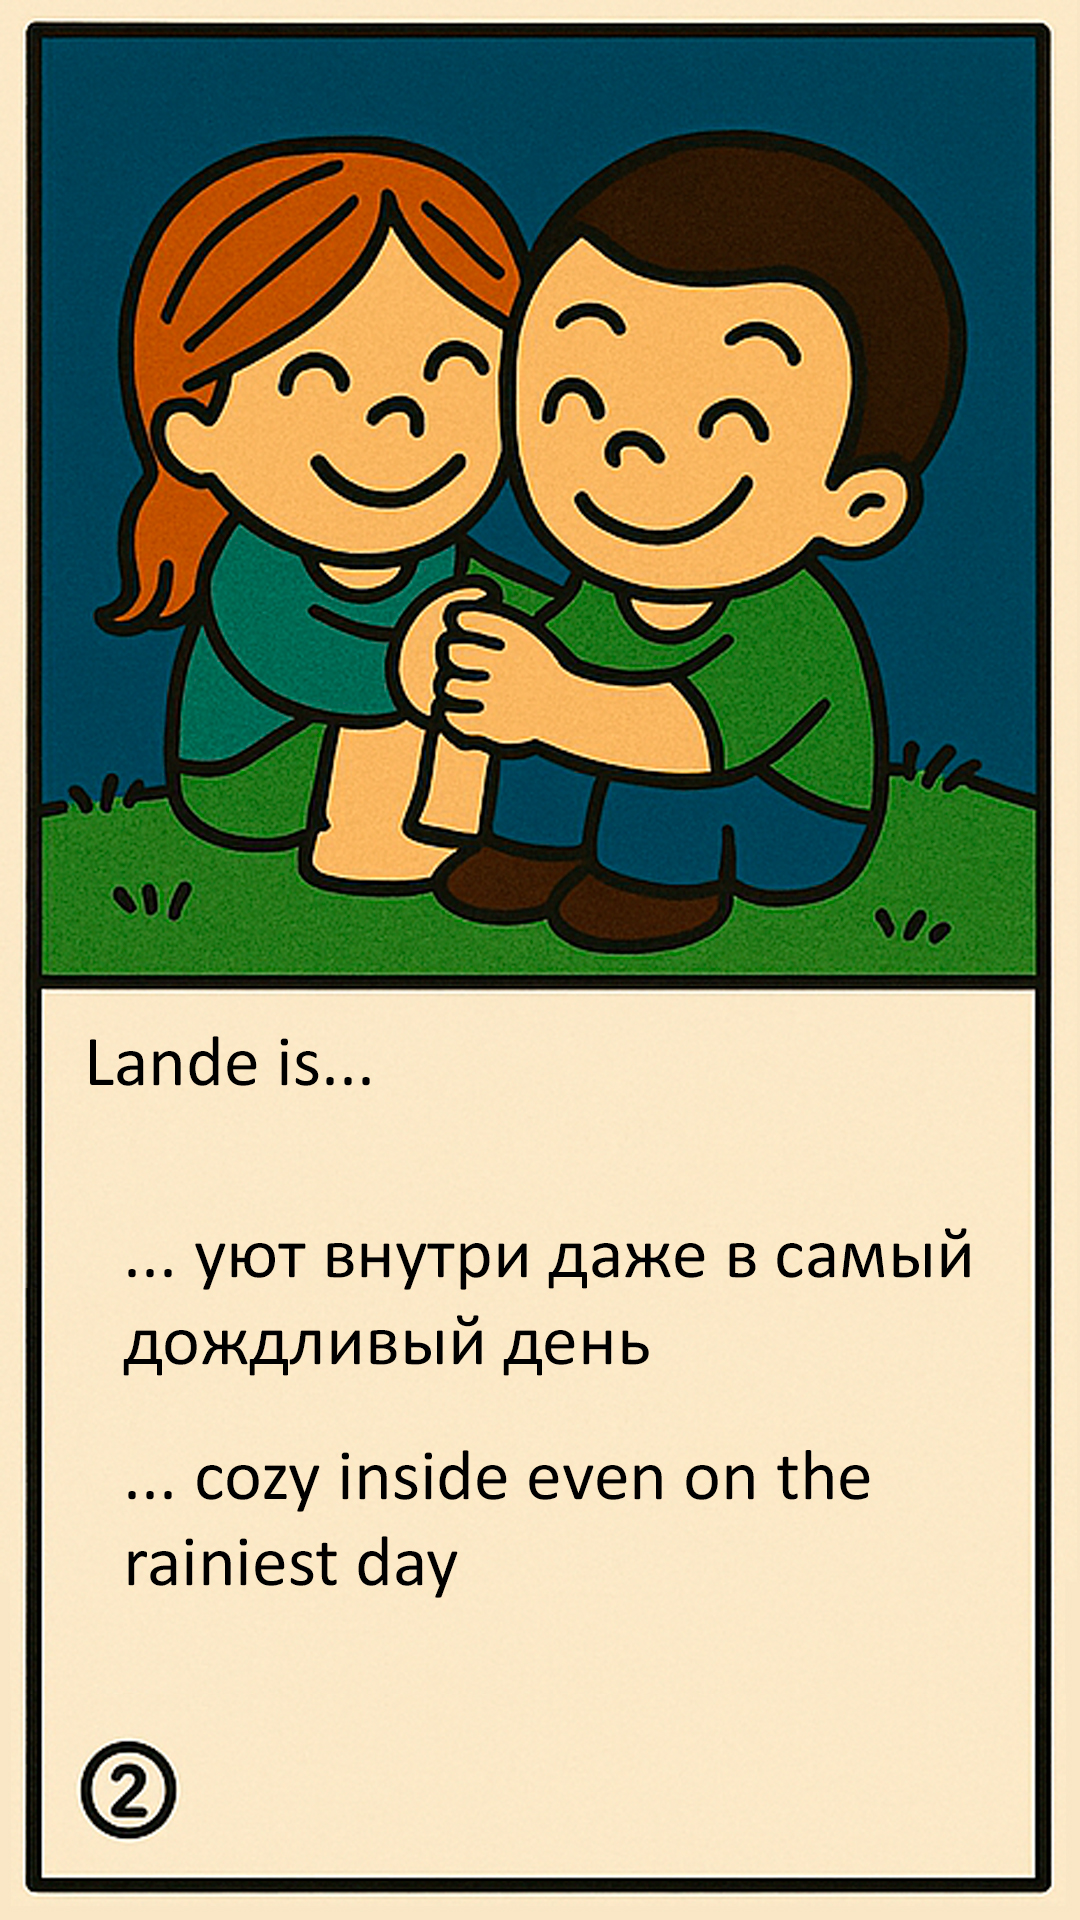 Lande is...
... уют внутри даже в самый
дождливый день
... cozy inside even on the
rainiest day
2